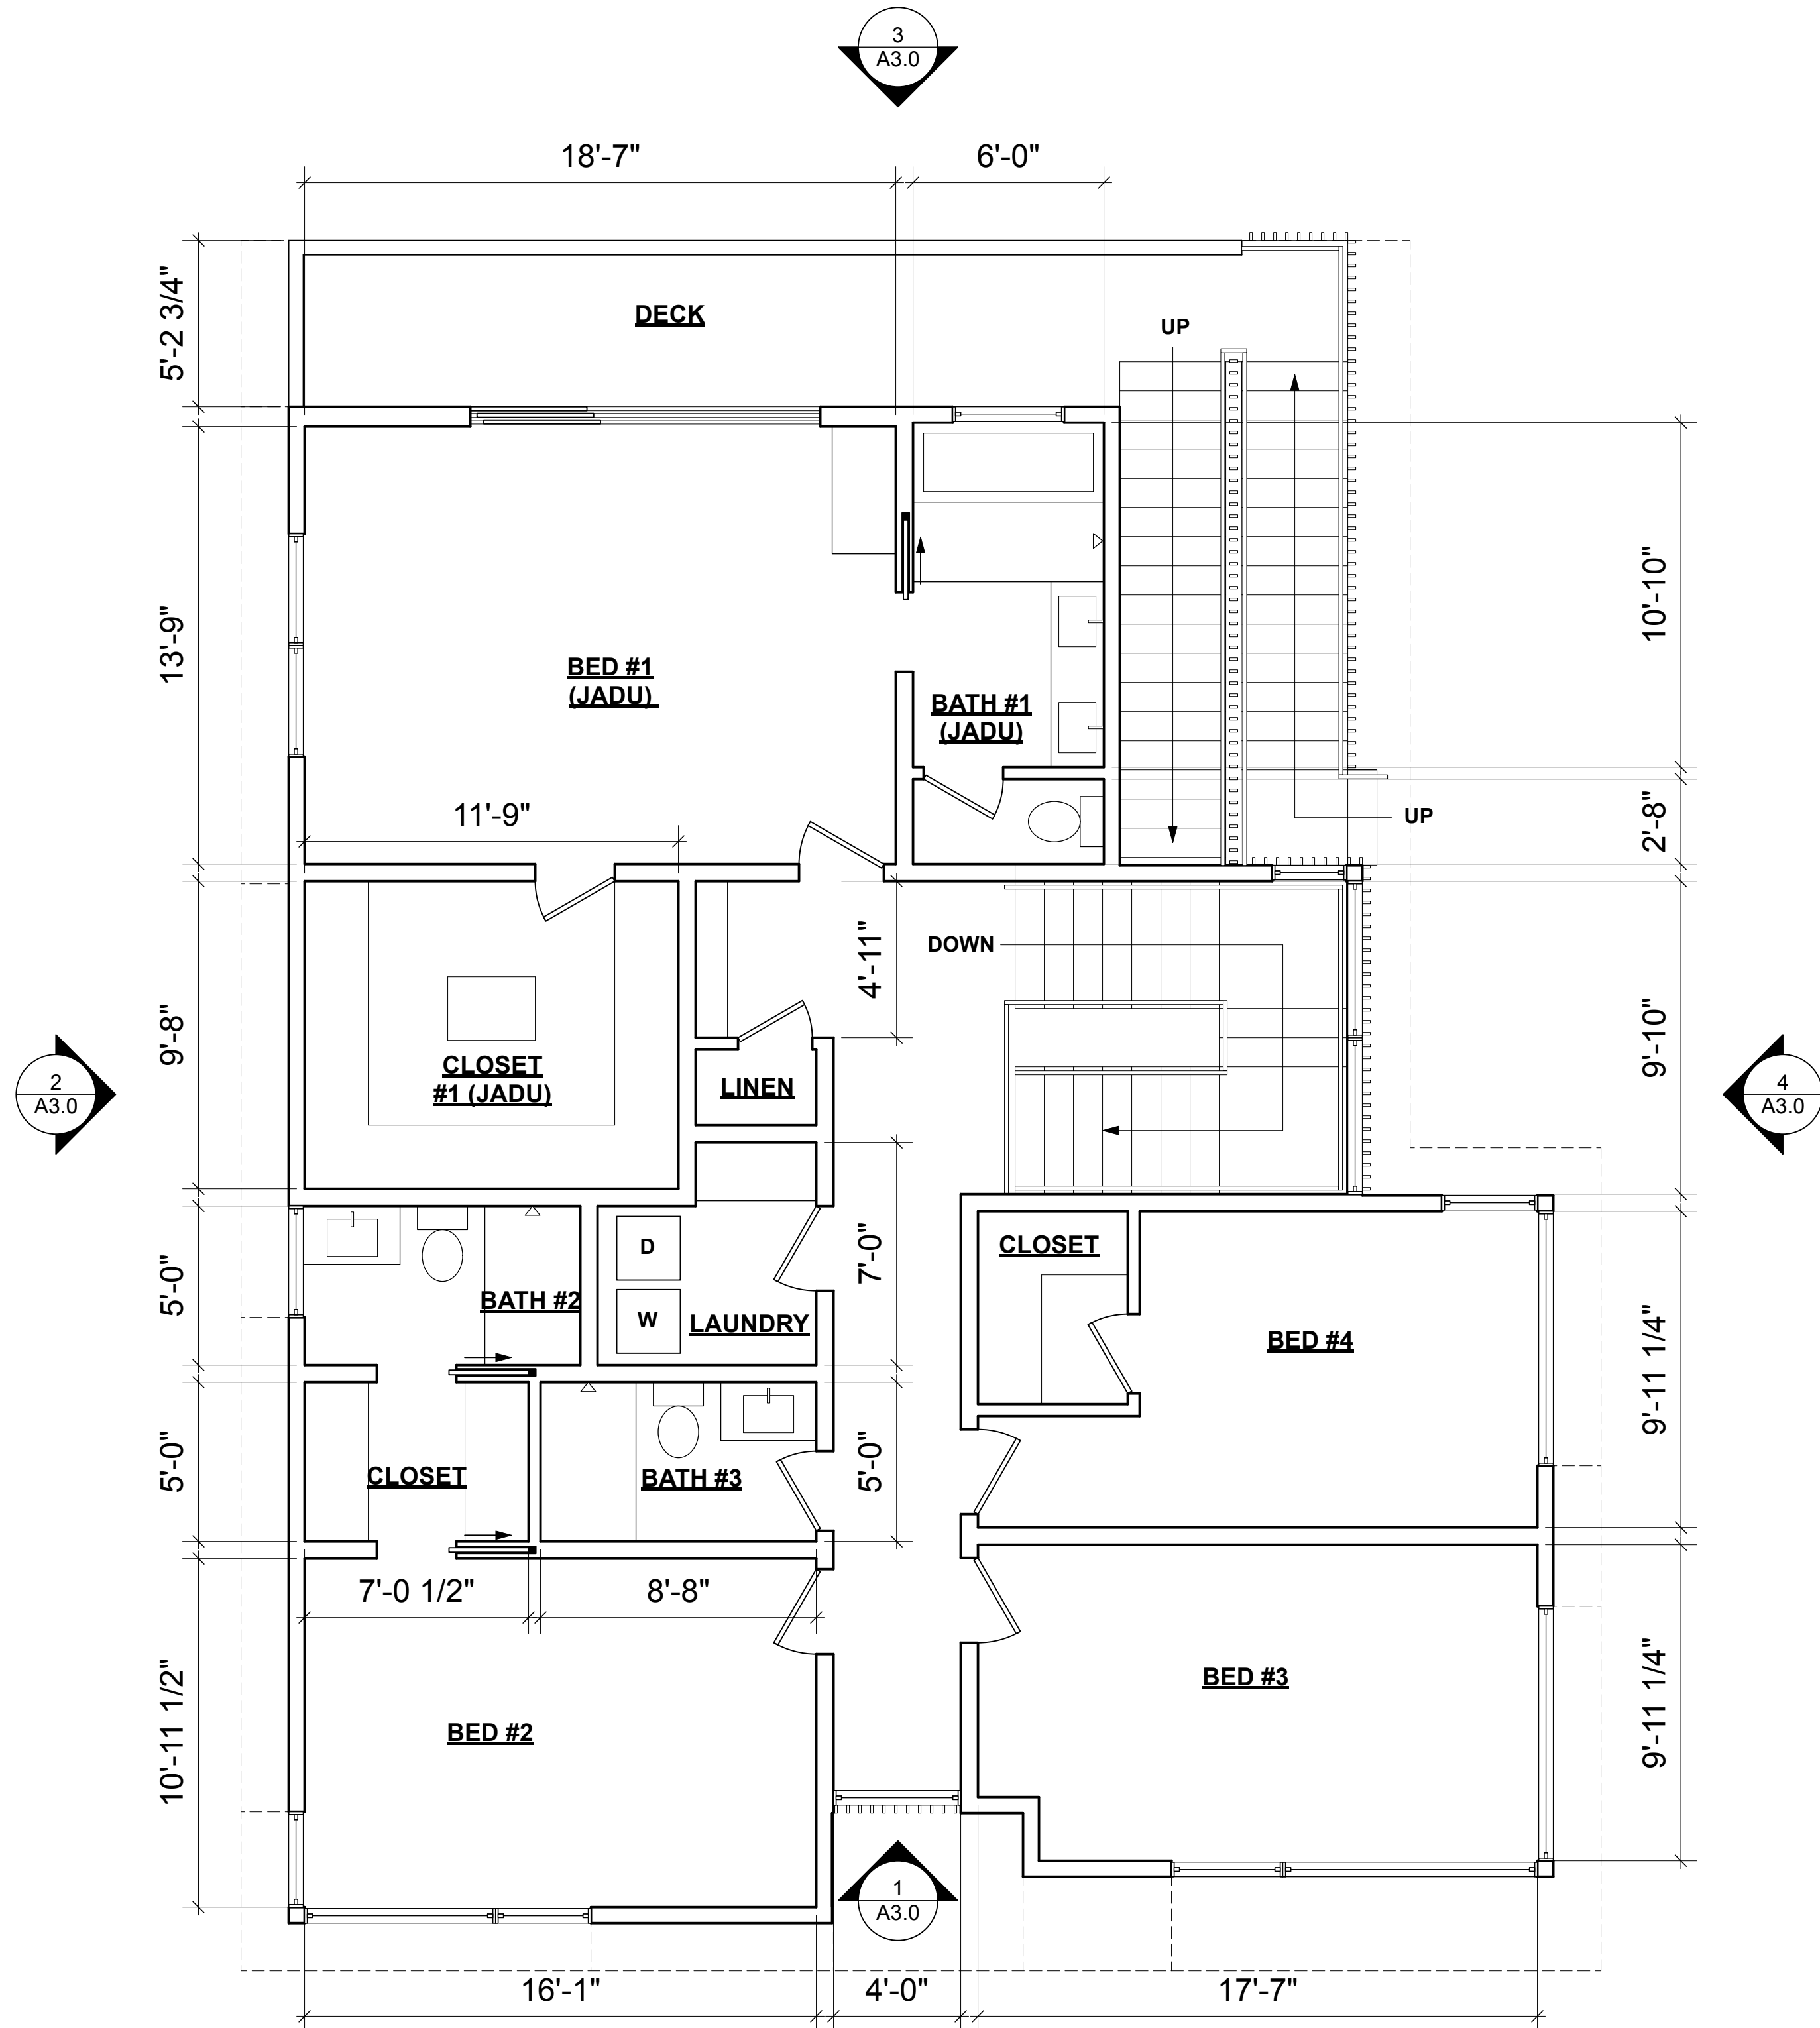 3
A3.0
18'-7"
6'-0"
5'-2 3/4"
DECK
UP
13'-9"
10'-10"
BED #1
(JADU)
BATH #1
(JADU)
11'-9"
UP
2'-8"
4'-11"
DOWN
9'-8"
9'-10"
2
A3.0
CLOSET
#1 (JADU)
LINEN
4
A3.0
D
CLOSET
7'-0"
5'-0"
BATH #2
W
LAUNDRY
BED #4
9'-11 1/4"
5'-0"
CLOSET
BATH #3
5'-0"
7'-0 1/2"
8'-8"
BED #3
10'-11 1/2"
BED #2
9'-11 1/4"
1
A3.0
16'-1"
4'-0"
17'-7"